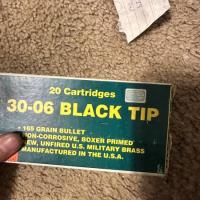 20 Cartridges
30-06 BLACK TIP
165 GRAIN BULLET
NON-CORROSIVE, BOXER PRIMED
NEW, UNFIRED U.S. MILITARY BRASS
MANUFACTURED IN THE U.S.A.